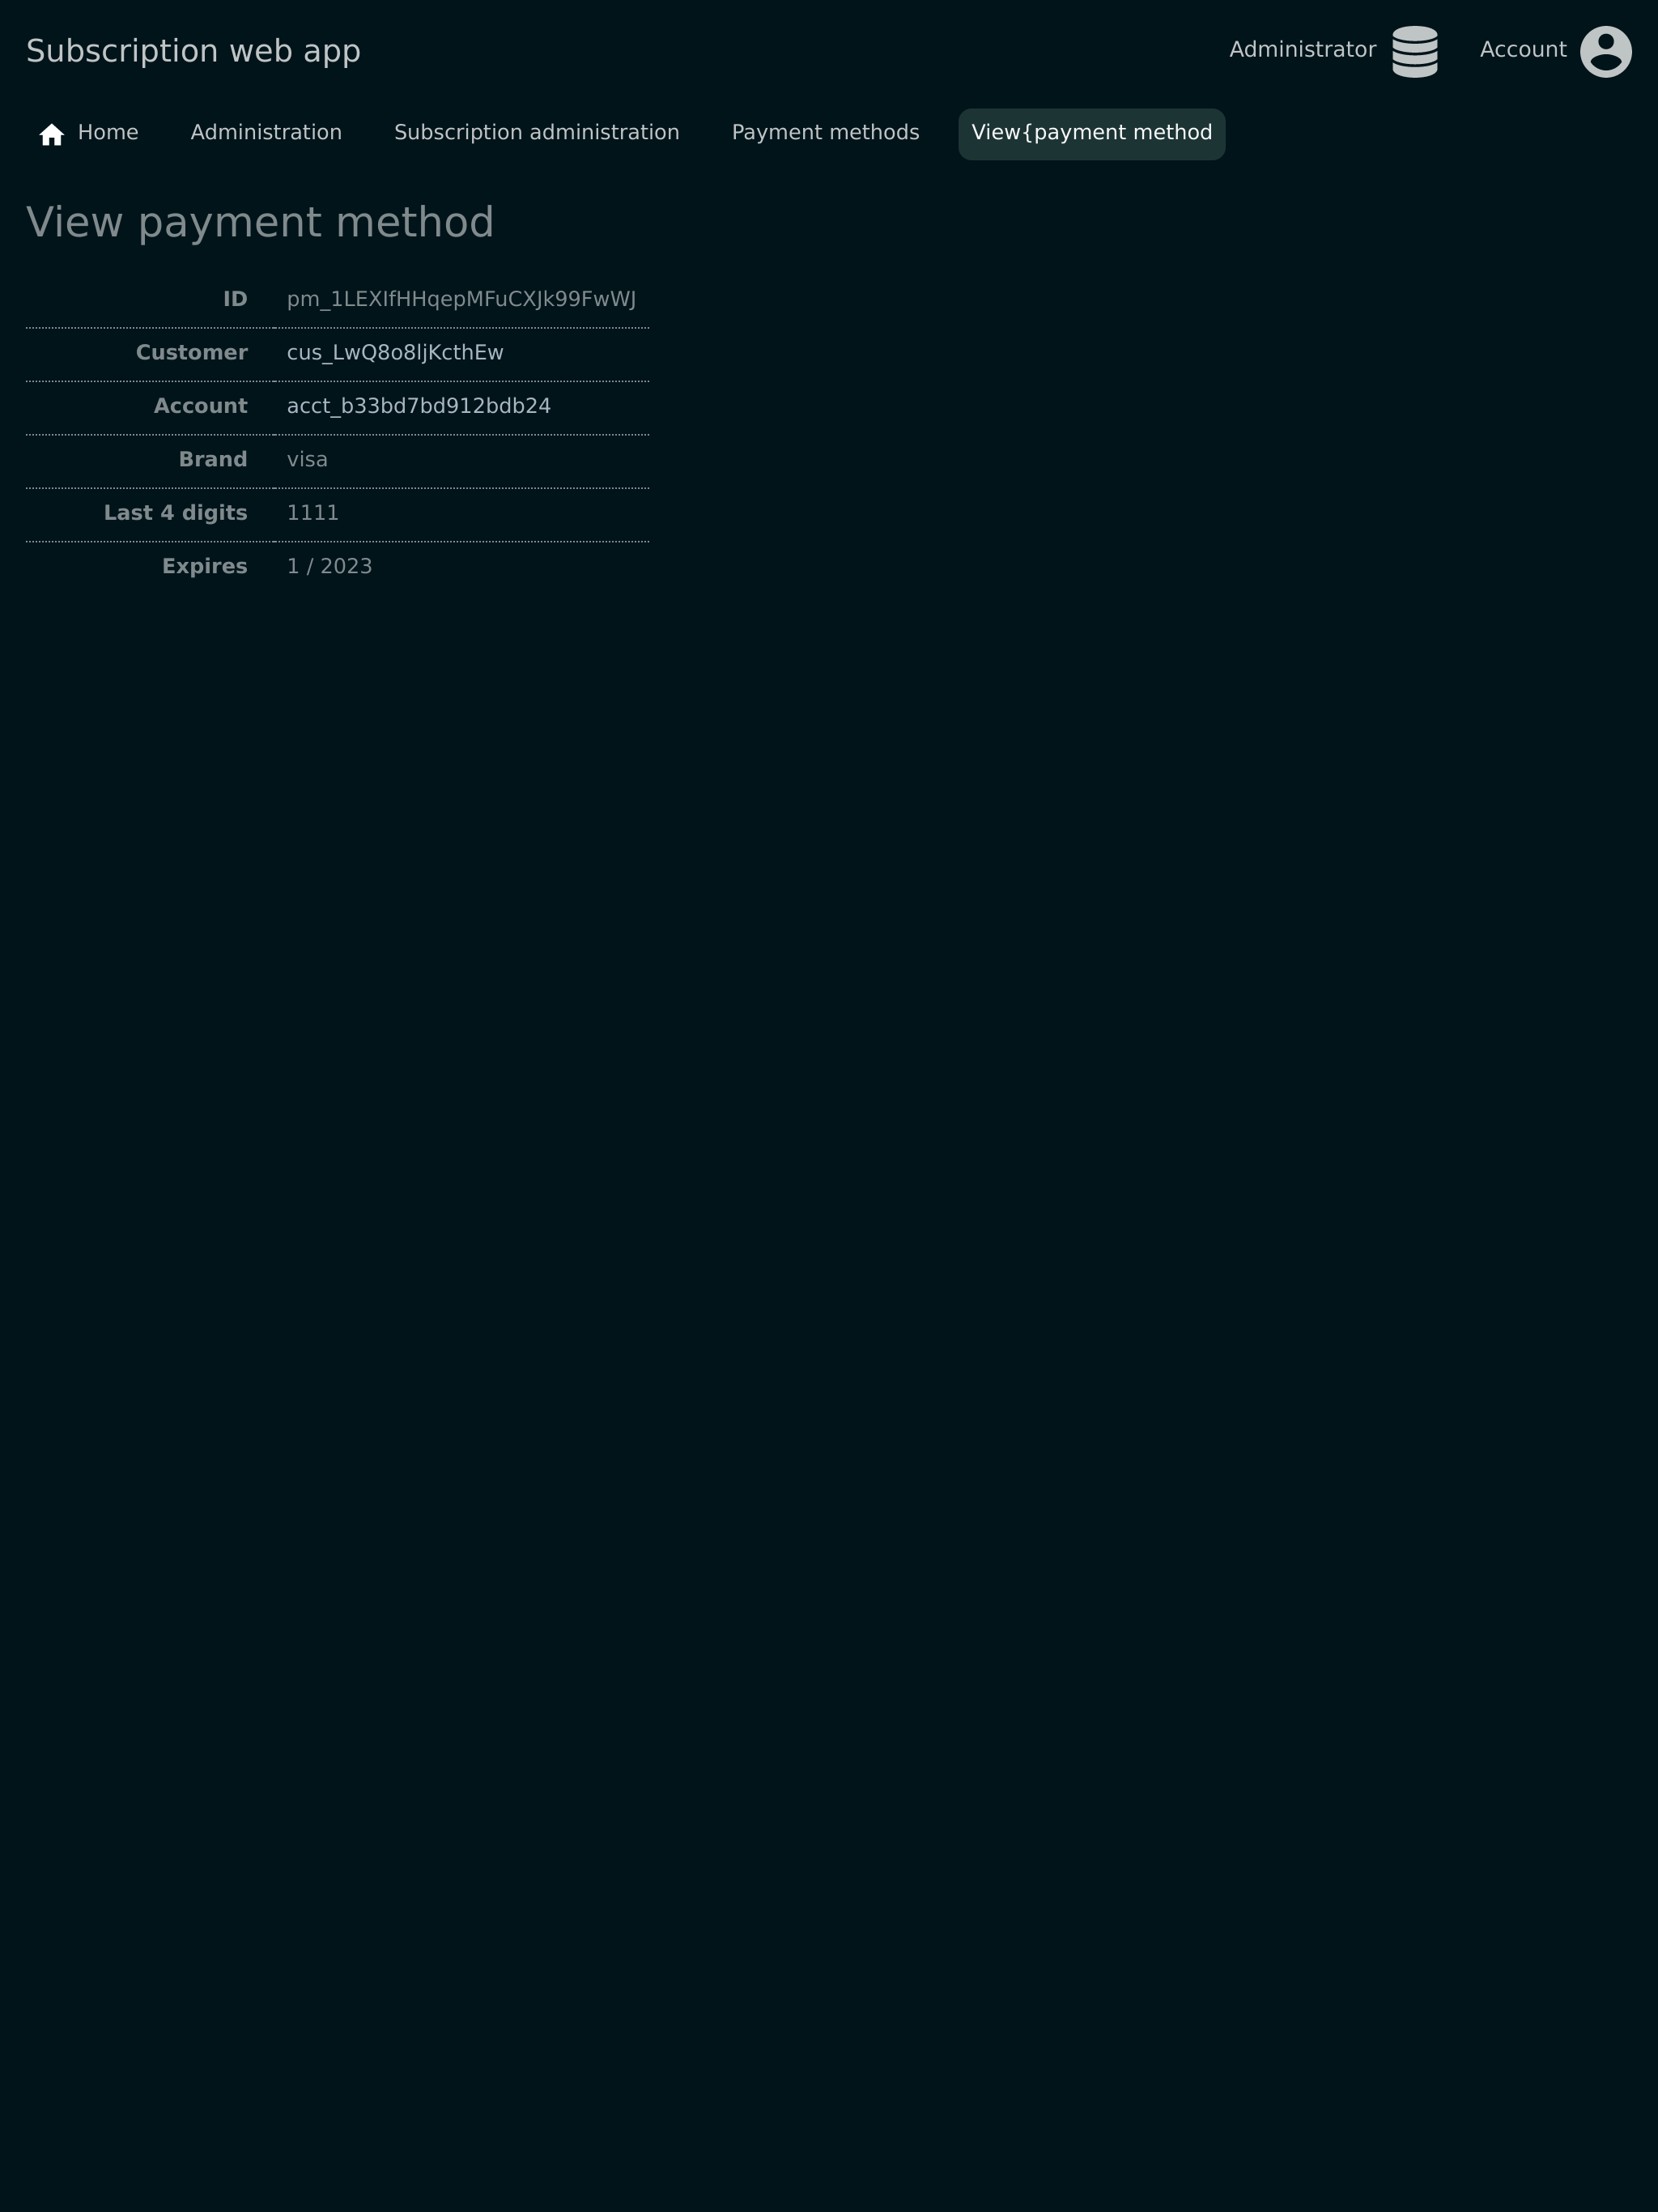 Subscription web app
Administrator
Account
Home
Administration
Subscription administration
Payment methods
View{payment method
View payment method
ID pm_1LEXIfHHqepMFuCXJk99FwWJ
Customer cus_LwQ8o8ljKcthEw
Account acct_b33bd7bd912bdb24
Brand visa
Last 4 digits 1111
Expires 1 / 2023